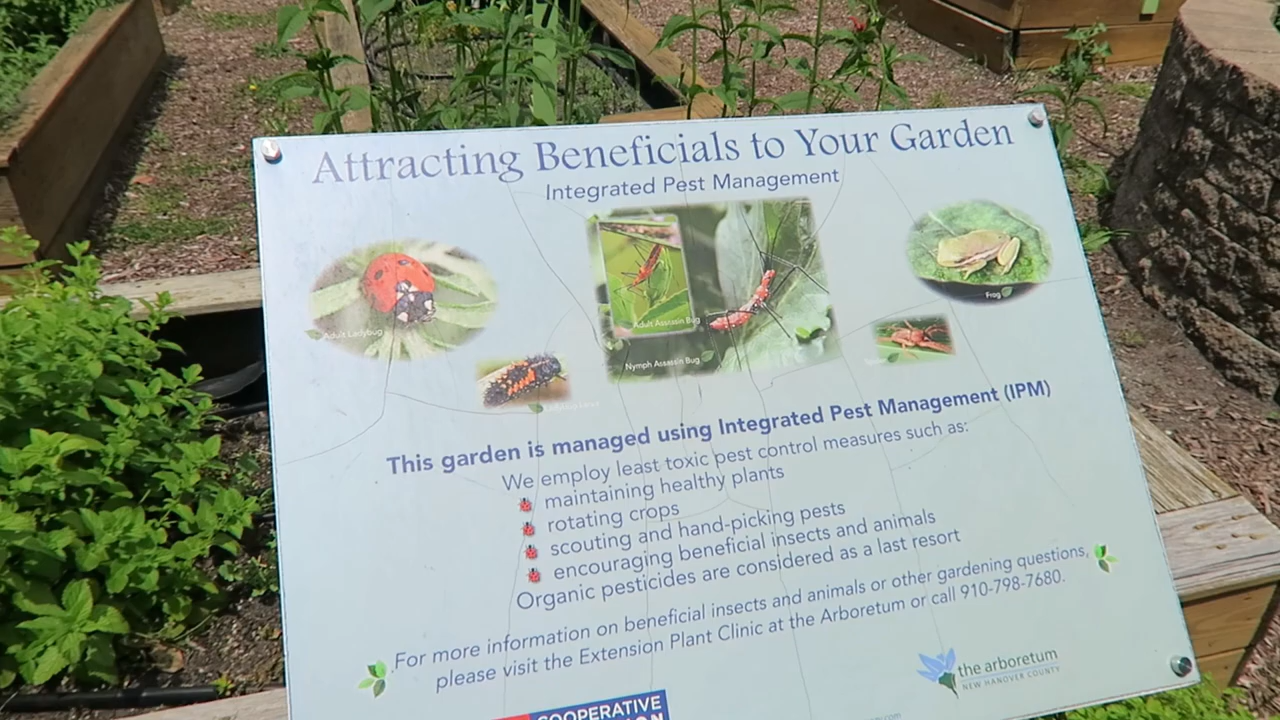 Attracting Beneficials to Your Garden
Integrated Pest Management
Adult Ladybug
Adult Assassin Bug
Nymph Assassin Bug
Frog
This garden is managed using Integrated Pest Management (IPM)
We employ least toxic pest control measures such as:
maintaining healthy plants
rotating crops
scouting and hand-picking pests
encouraging beneficial insects and animals
Organic pesticides are considered as a last resort
For more information on beneficial insects and animals or other gardening questions,
please visit the Extension Plant Clinic at the Arboretum or call 910-798-7680.
the arboretum
NEW HANOVER COUNTY
COOPERATIVE